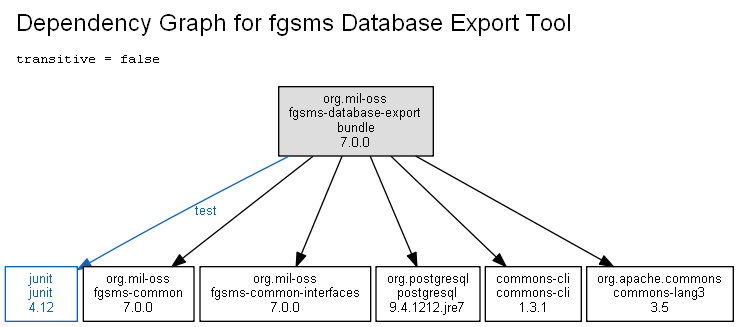 Dependency Graph for fgsms Database Export Tool
transitive = false
org.mil-oss
fgsms-database-export
bundle
7.0.0
test
junit
junit
4.12
org.mil-oss
fgsms-common
7.0.0
org.mil-oss
fgsms-common-interfaces
7.0.0
org.postgresql
postgresql
9.4.1212.jre7
commons-cli
commons-cli
1.3.1
org.apache.commons
commons-lang3
3.5